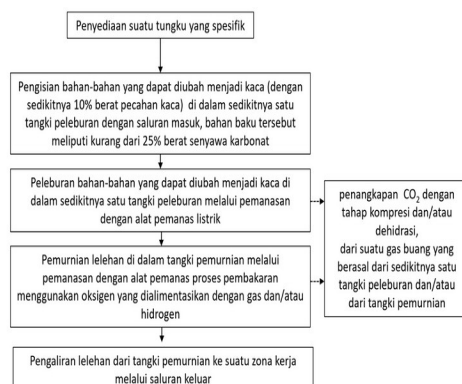 Penyediaan suatu tungku yang spesifik
Pengisian bahan-bahan yang dapat diubah menjadi kaca (dengan
sedikitnya 10% berat pecahan kaca) di dalam sedikitnya satu
tangki peleburan dengan saluran masuk, bahan baku tersebut
meliputi kurang dari 25% berat senyawa karbonat
Peleburan bahan-bahan yang dapat diubah menjadi kaca di
dalam sedikitnya satu tangki peleburan melalui pemanasan
dengan alat pemanas listrik
penangkapan CO₂ dengan
tahap kompresi dan/atau
dehidrasi,
dari suatu gas buang yang
berasal dari sedikitnya satu
tangki peleburan dan/atau
dari tangki pemurnian
Pemurnian lelehan di dalam tangki pemurnian melalui
pemanasan dengan alat pemanas proses pembakaran
menggunakan oksigen yang dialimentasikan dengan gas dan/atau
hidrogen
Pengaliran lelehan dari tangki pemurnian ke suatu zona kerja
melalui saluran keluar